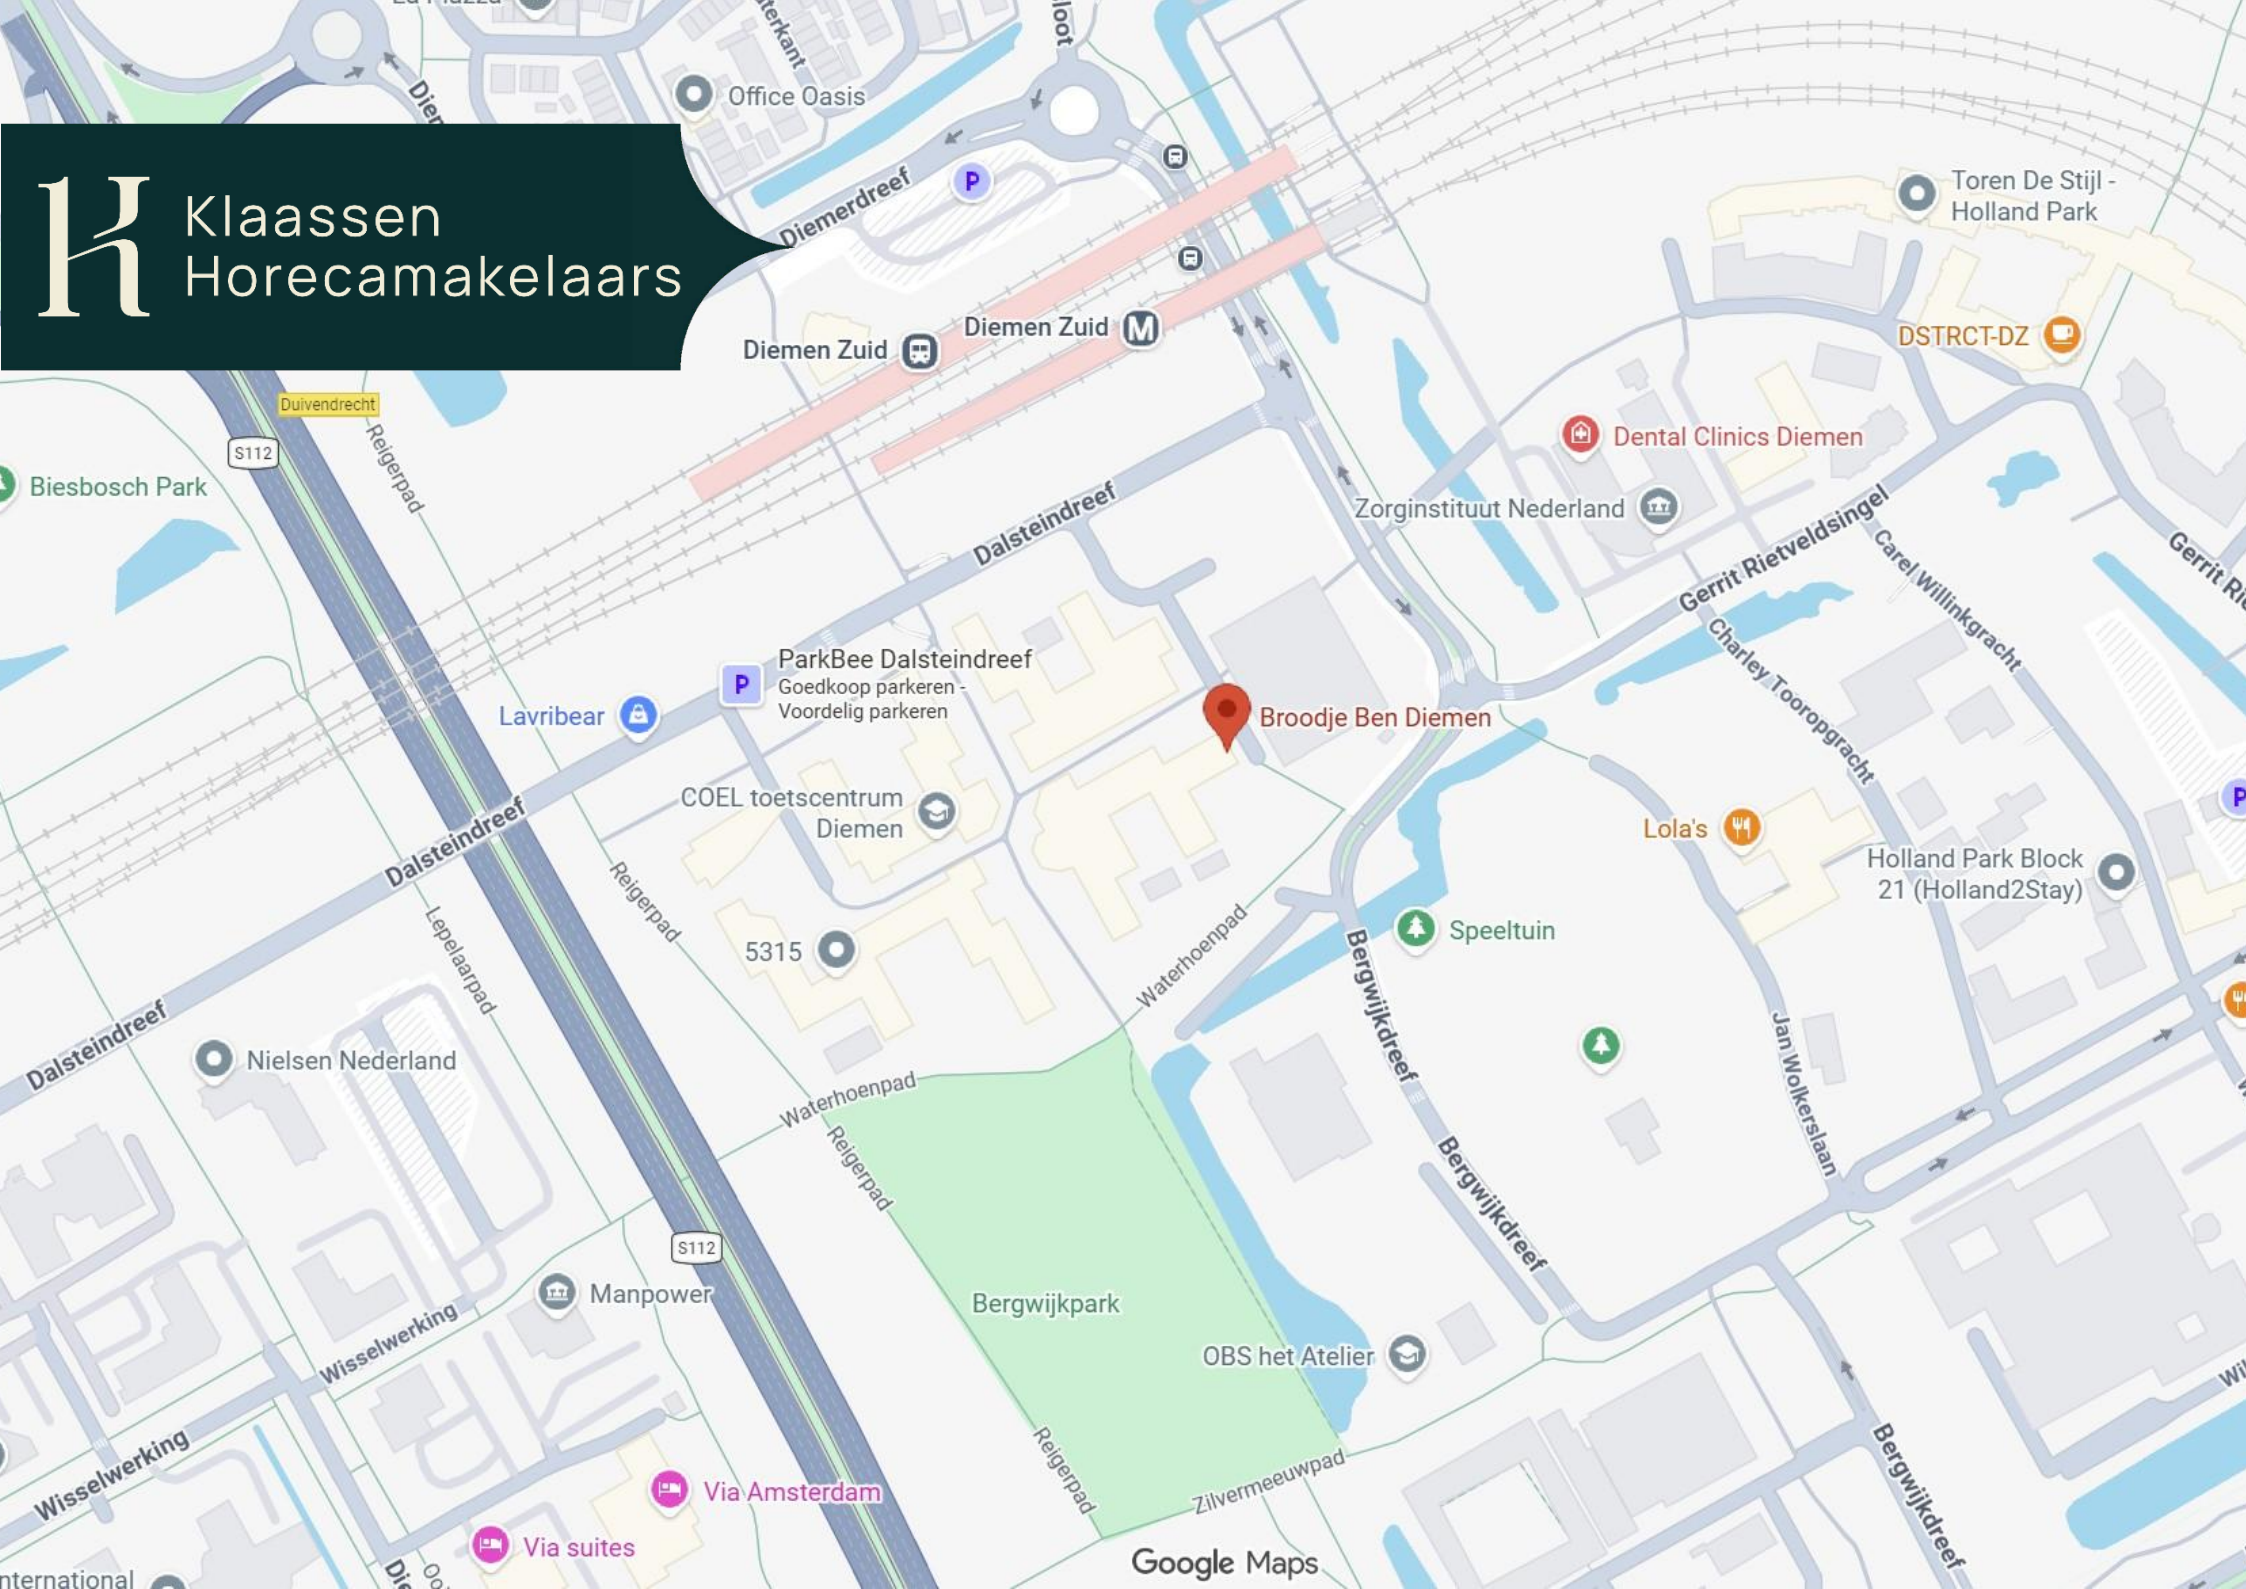 Office Oasis
Klaassen
Horecamakelaars
Diemerdreef
P
Toren De Stijl -
Holland Park
Diemen Zuid
M
Diemen Zuid
DSTRCT-DZ
Duivendrecht
S112
Reigerpad
Biesbosch Park
Dental Clinics Diemen
Zorginstituut Nederland
Dalsteindreef
Gerrit Rietveldsingel
Carel Willinkgracht
Charley Tooropgracht
ParkBee Dalsteindreef
Goedkoop parkeren -
Voordelig parkeren
P
Lavribear
Broodje Ben Diemen
COEL toetscentrum
Diemen
P
Lola's
Dalsteindreef
Holland Park Block
21 (Holland2Stay)
Reigerpad
Lepelaarpad
5315
Waterhoenpad
Speeltuin
Bergwijkdreef
Dalsteindreef
Nielsen Nederland
Jan Wolkerslaan
Waterhoenpad
Reigerpad
Bergwijkdreef
S112
Manpower
Bergwijkpark
Wisselwerking
OBS het Atelier
Wisselwerking
Reigerpad
Zilvermeeuwpad
Bergwijkdreef
Via Amsterdam
Via suites
Google Maps